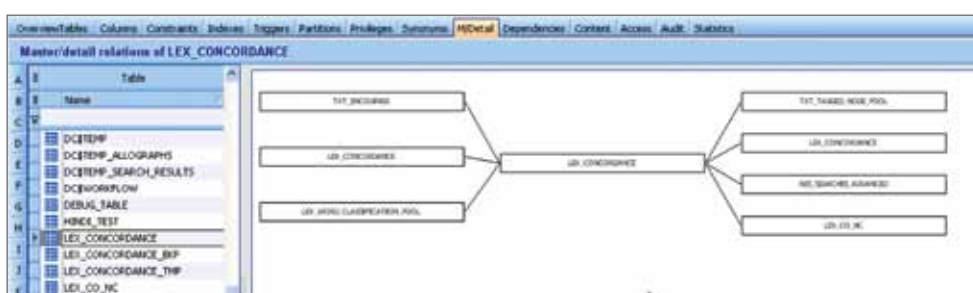 OverviewTables Columns Constraints Indexes Triggers Partitions Privileges Synonyms M/Detail Dependencies Content Access Audit Statistics
Master/detail relations of LEX_CONCORDANCE
Table
Name
A
B
C
D
E
F
G
H
I
J
DC$TEMP
DC$TEMP_ALLOGRAPHS
DC$TEMP_SEARCH_RESULTS
DC$WORKFLOW
DEBUG_TABLE
HINDI_TEST
LEX_CONCORDANCE
LEX_CONCORDANCE_BKP
LEX_CONCORDANCE_TMP
LEX_CO_NC
TXT_ENCODINGS
LEX_CONCORDANCE
LEX_CONCORDANCE
TXT_TAGGED_NODE_POOL
LEX_CONCORDANCE
LEX_CO_NC